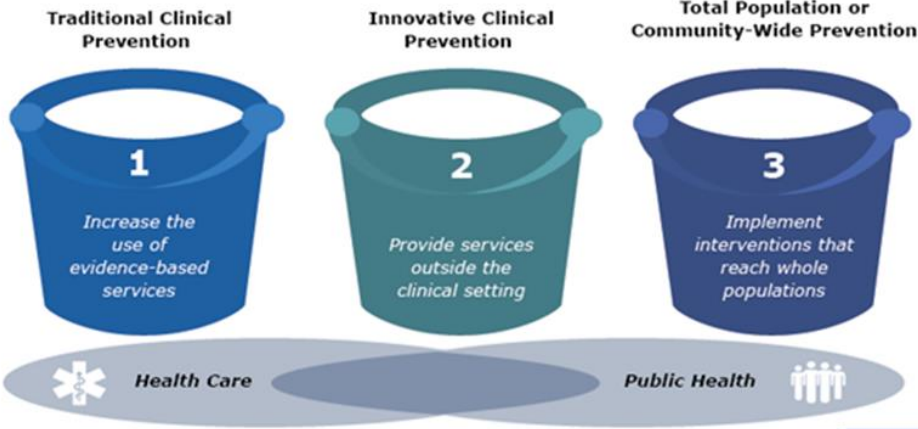 Traditional Clinical
Prevention
1
Increase the
use of
evidence-based
services
Innovative Clinical
Prevention
2
Provide services
outside the
clinical setting
Total Population or
Community-Wide Prevention
3
Implement
interventions that
reach whole
populations
Health Care
Public Health